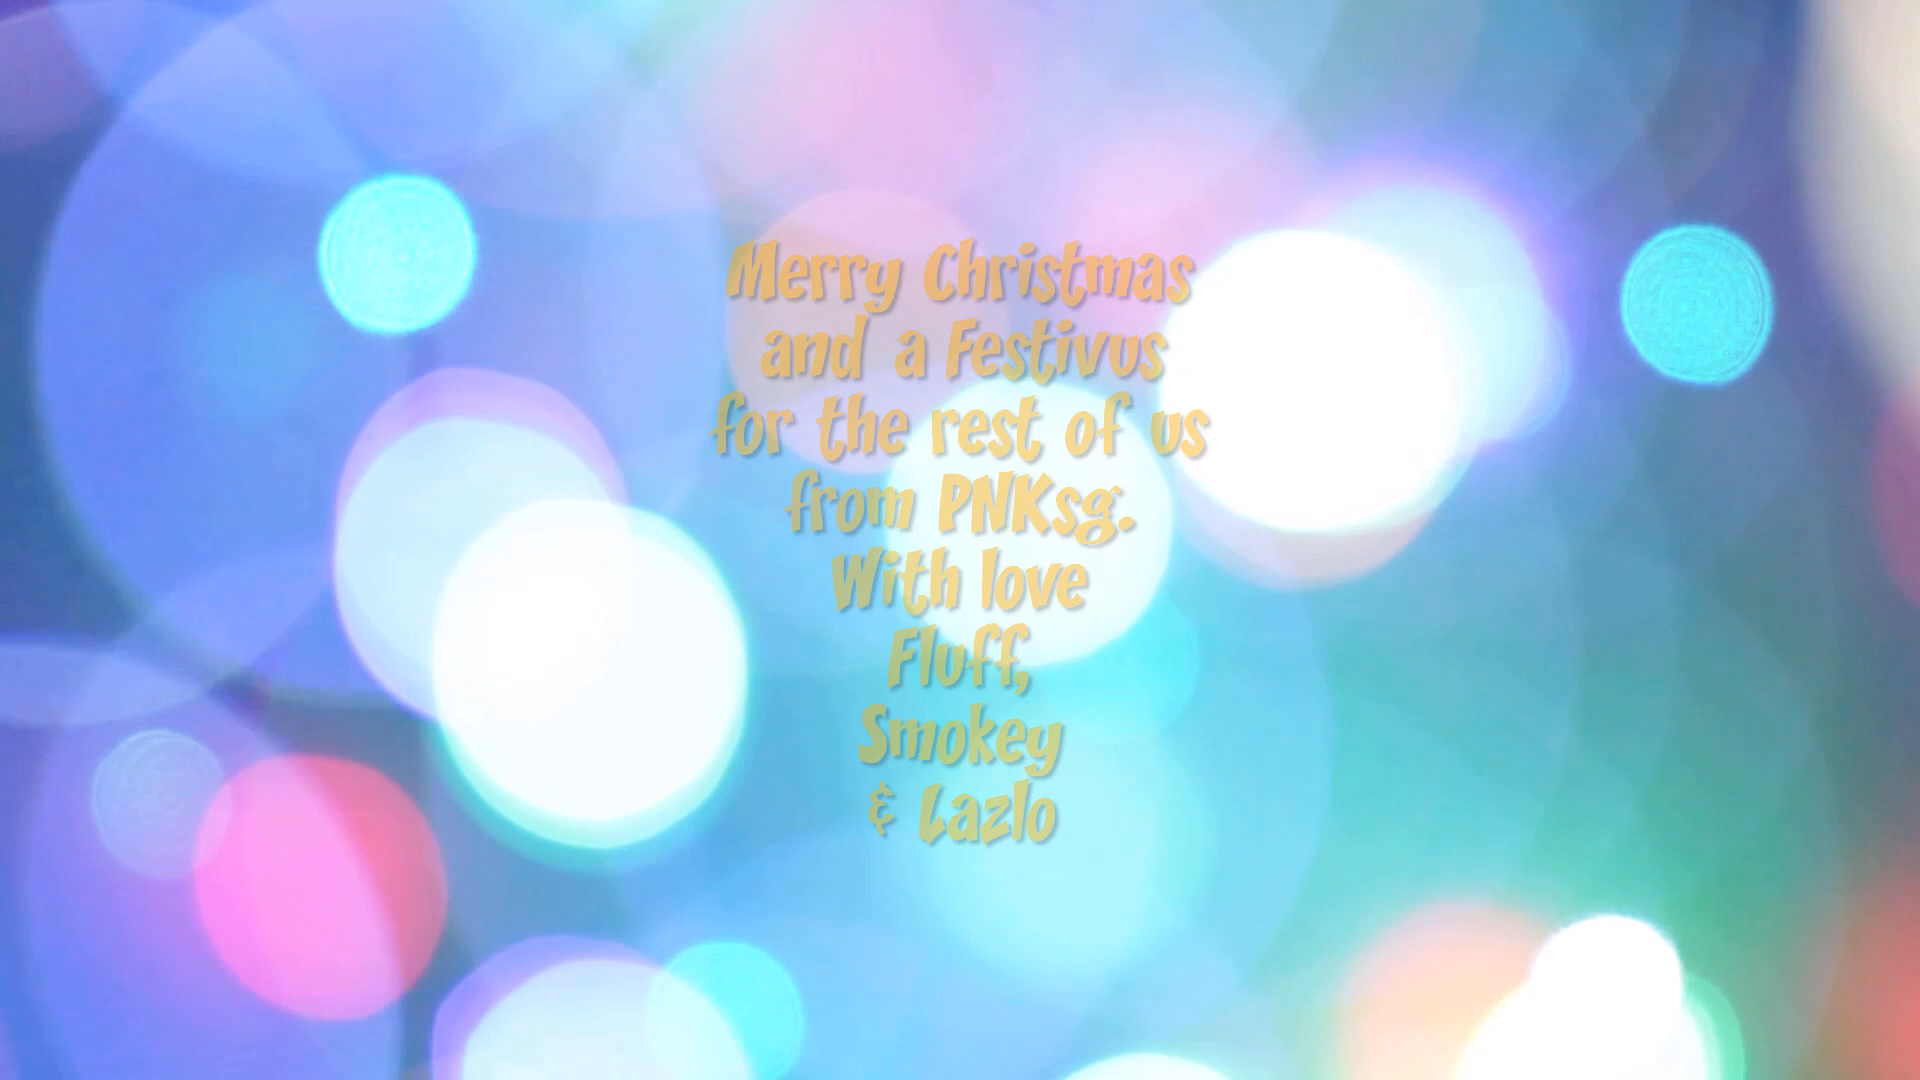 Merry Christmas
and a Festivus
for the rest of us
from PNKsg.
With love
Fluff,
Smokey
& Lazlo